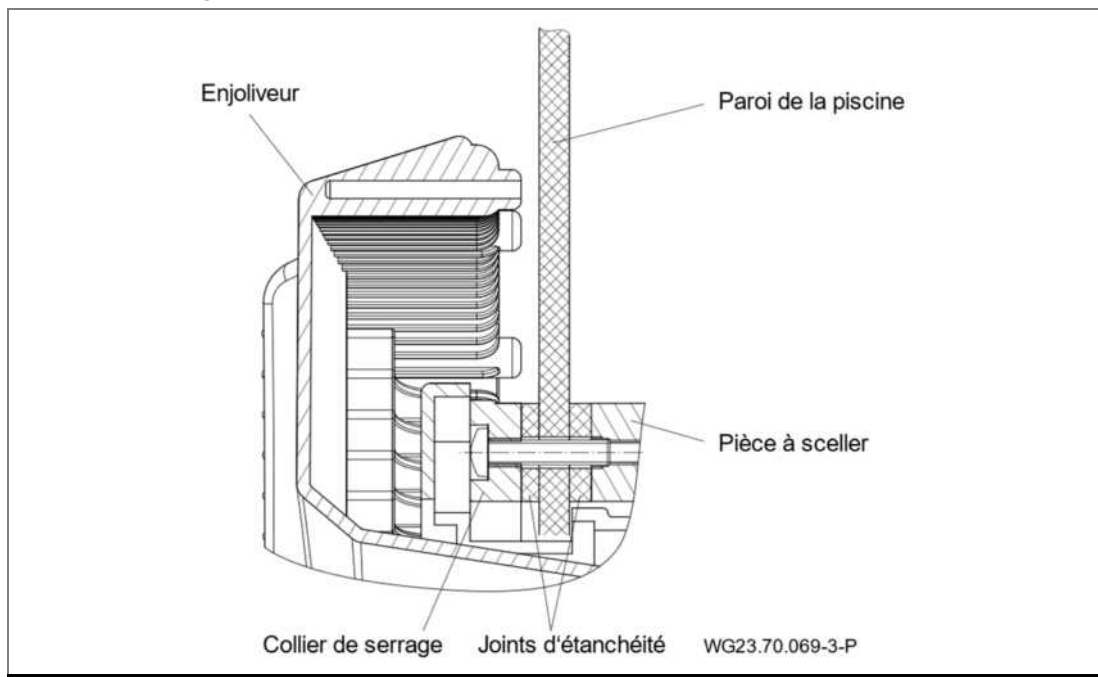 Enjoliveur
Paroi de la piscine
Pièce à sceller
Collier de serrage
Joints d‘étanchéité
WG23.70.069-3-P